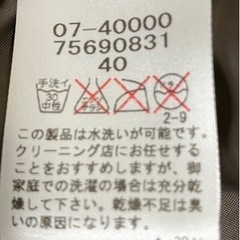 07-40000
75690831
40
手洗イ
30
中性
2-9
この製品は水洗いが可能です。
クリーニング店にお任せする
ことをおすすめしますが、御
家庭での洗濯の場合は充分乾
燥して下さい。乾燥不足は臭
いの原因になります。